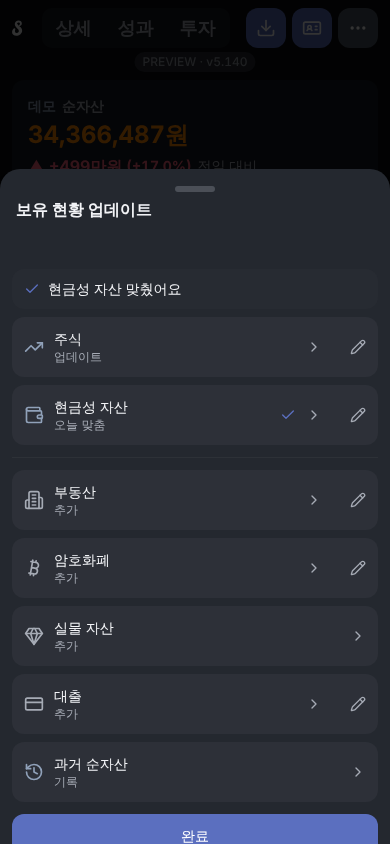 상세 성과 투자
PREVIEW · v5.140
데모 순자산
34,366,487원
▲ +499만원 (+17.0%) 전일 대비
보유 현황 업데이트
현금성 자산 맞췄어요
주식
업데이트
현금성 자산
오늘 맞춤
부동산
추가
암호화폐
추가
실물 자산
추가
대출
추가
과거 순자산
기록
완료